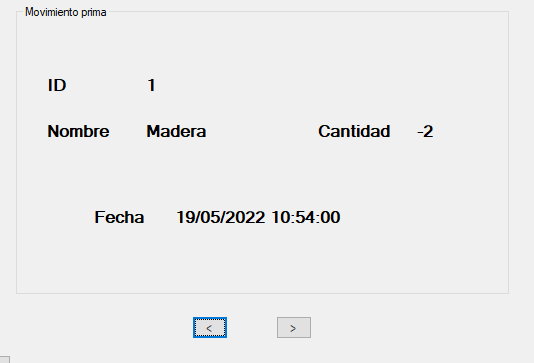 Movimiento prima
ID 1
Nombre Madera Cantidad -2
Fecha 19/05/2022 10:54:00
< >